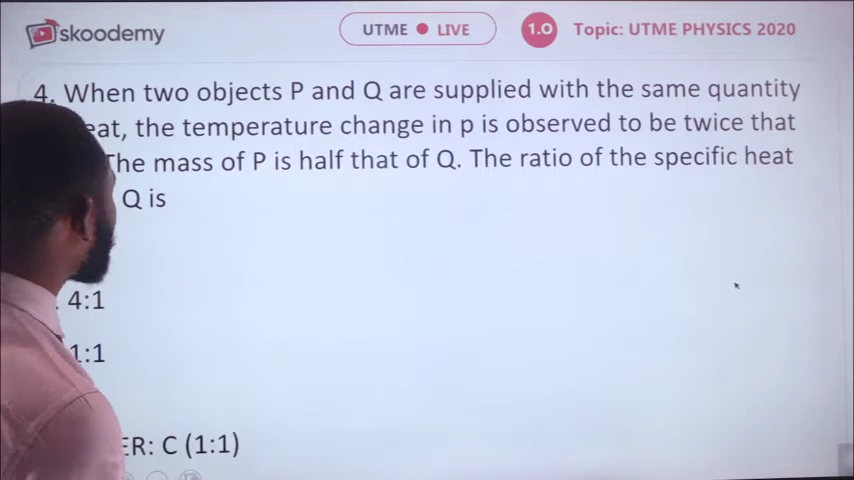 skoodemy
UTME LIVE
1.0
Topic: UTME PHYSICS 2020
4. When two objects P and Q are supplied with the same quantity
the temperature change in p is observed to be twice that
The mass of P is half that of Q. The ratio of the specific heat
Q is
4:1
1:1
C (1:1)